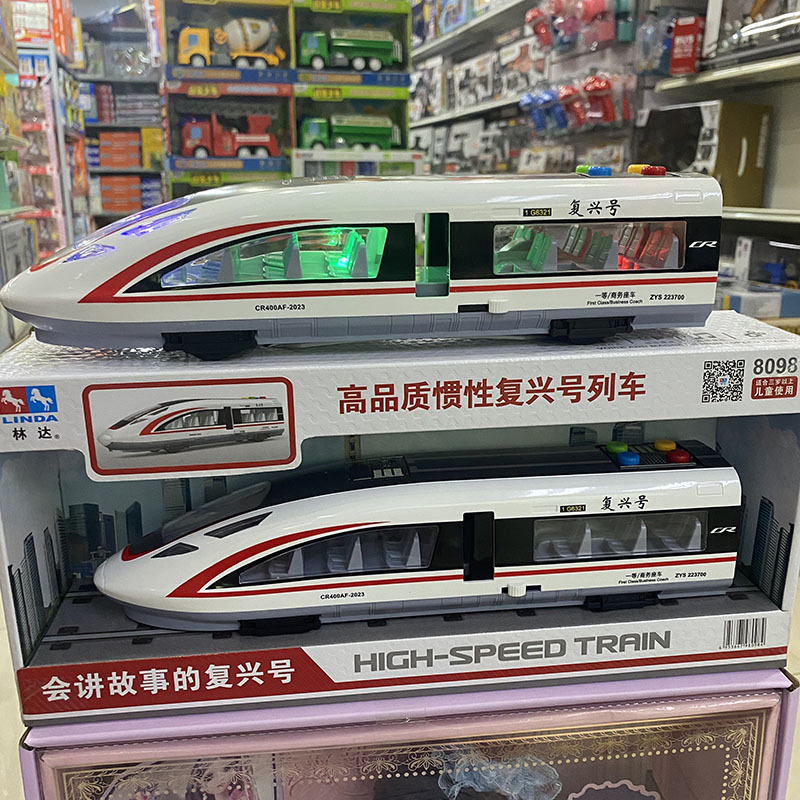 1 G6321
复兴号
CR
CR400AF-2023
一等/商务座车
First Class/Business Coach
ZYS 223700
LINDA
林达®
高品质惯性复兴号列车
8098
适合三岁以上
儿童使用
1 G6321
复兴号
CR
CR400AF-2023
一等/商务座车
First Class/Business Coach
ZYS 223700
会讲故事的复兴号
HIGH-SPEED TRAIN